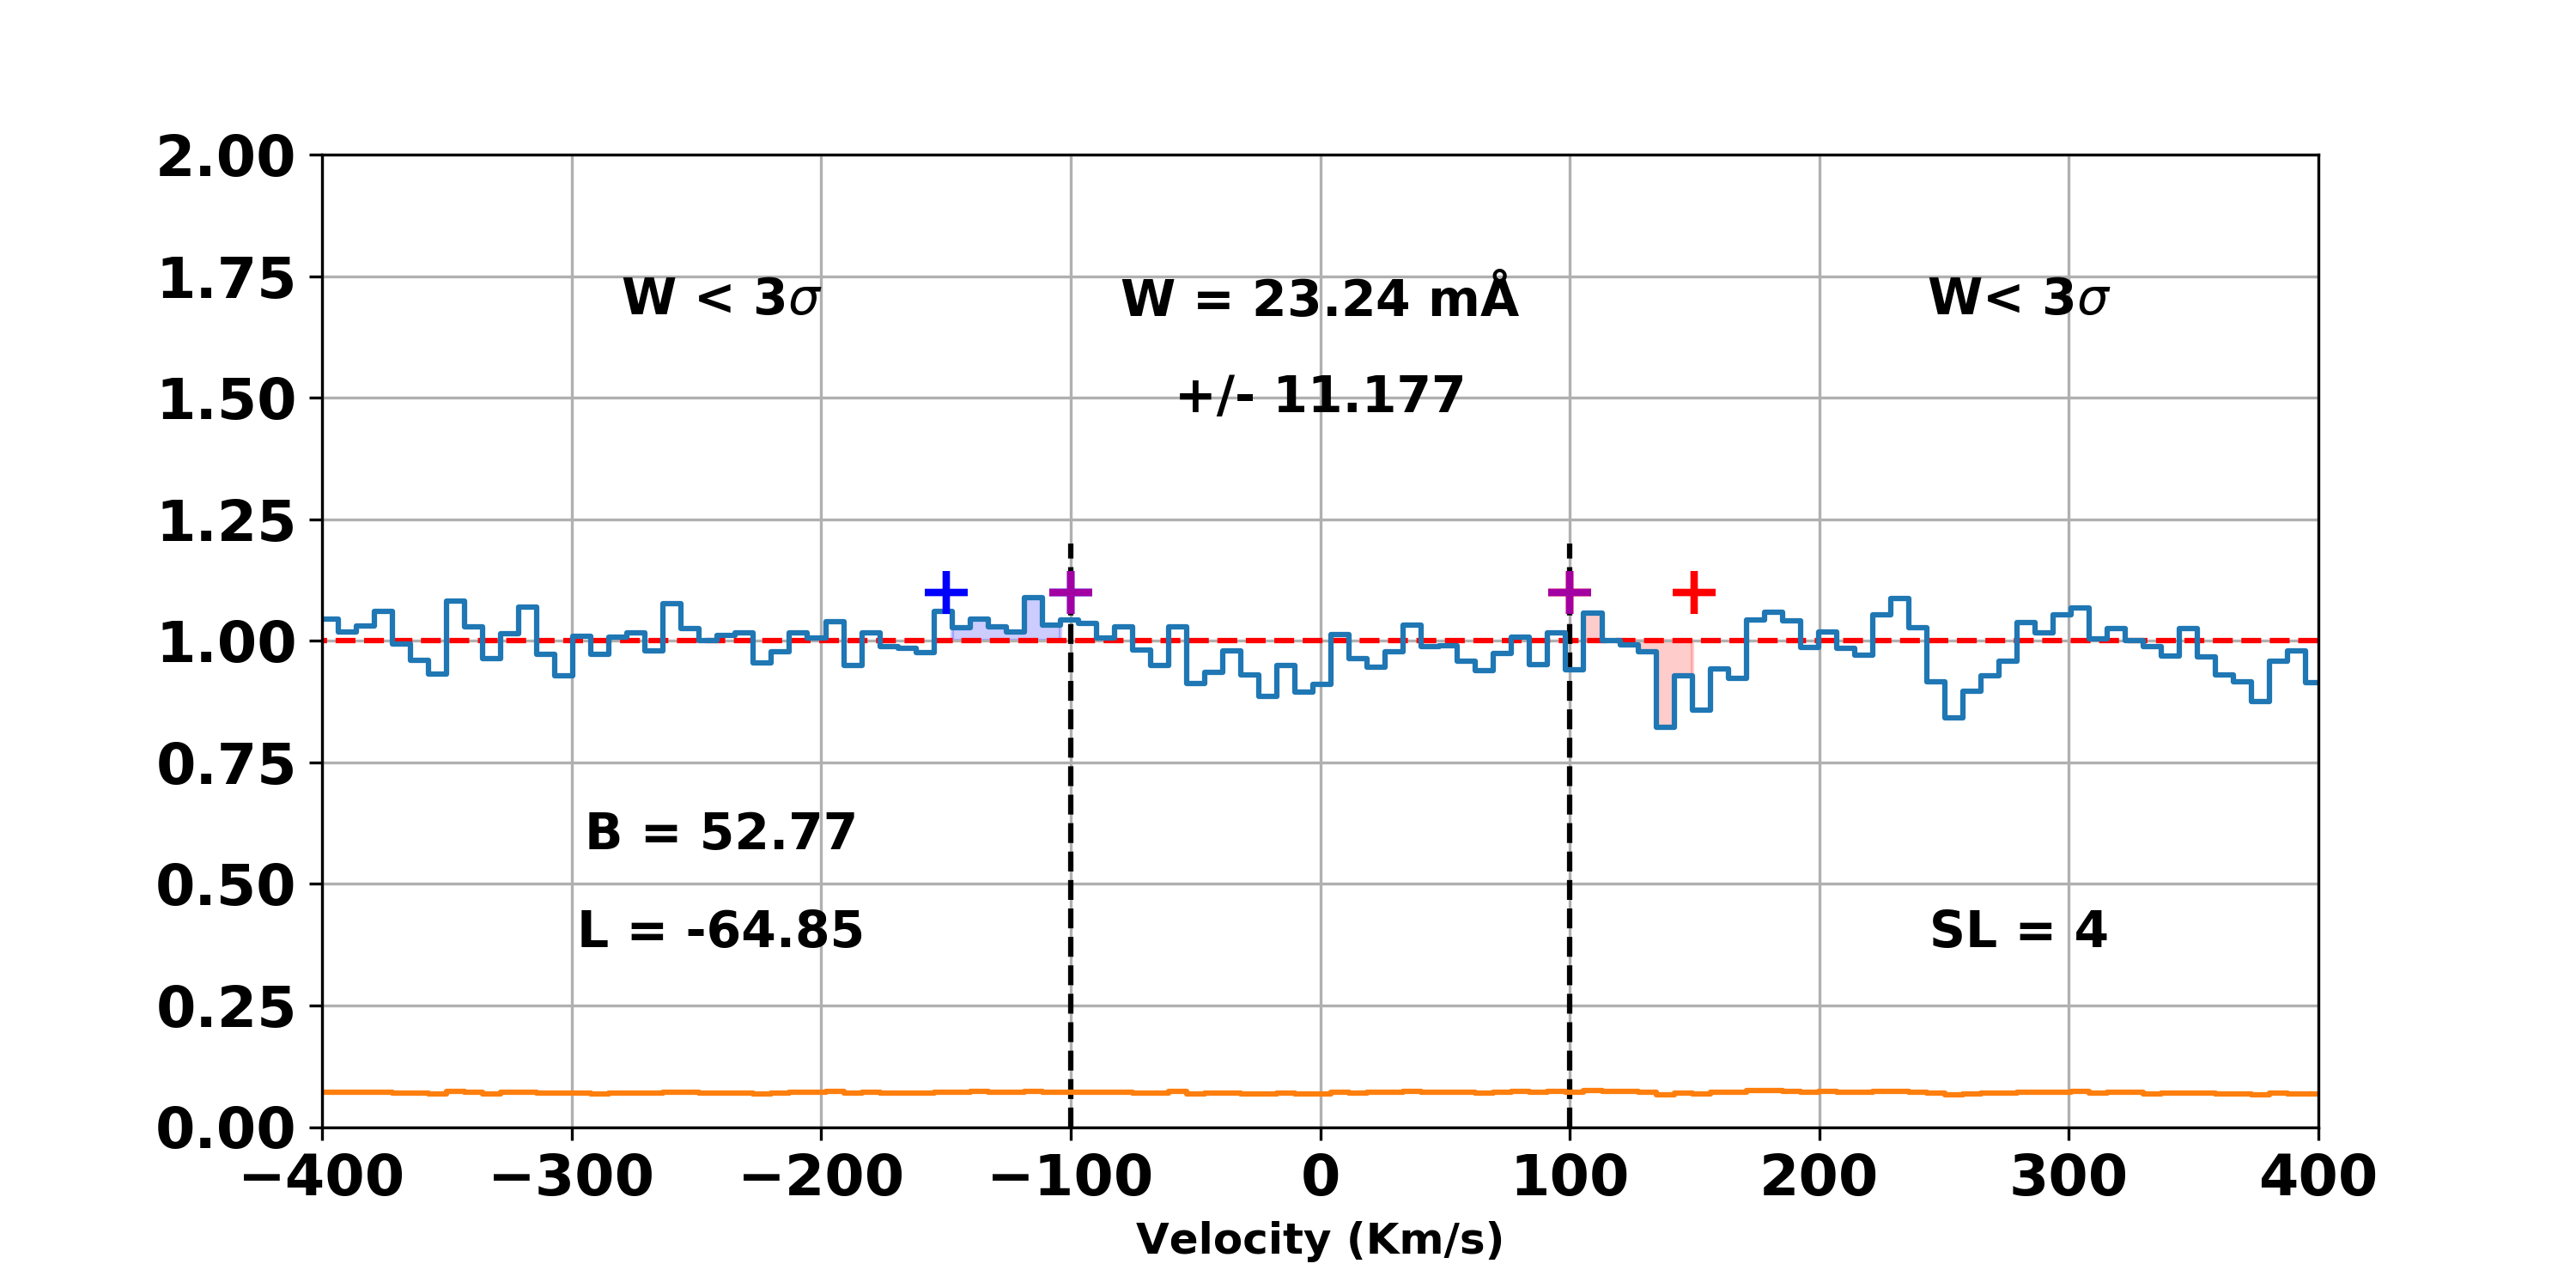 2.00
1.75
W < 3σ
W = 23.24 mÅ
W< 3σ
1.50
+/- 11.177
1.25
1.00
0.75
B = 52.77
0.50
L = -64.85
SL = 4
0.25
0.00
−400 −300 −200 −100 0 100 200 300 400
Velocity (Km/s)